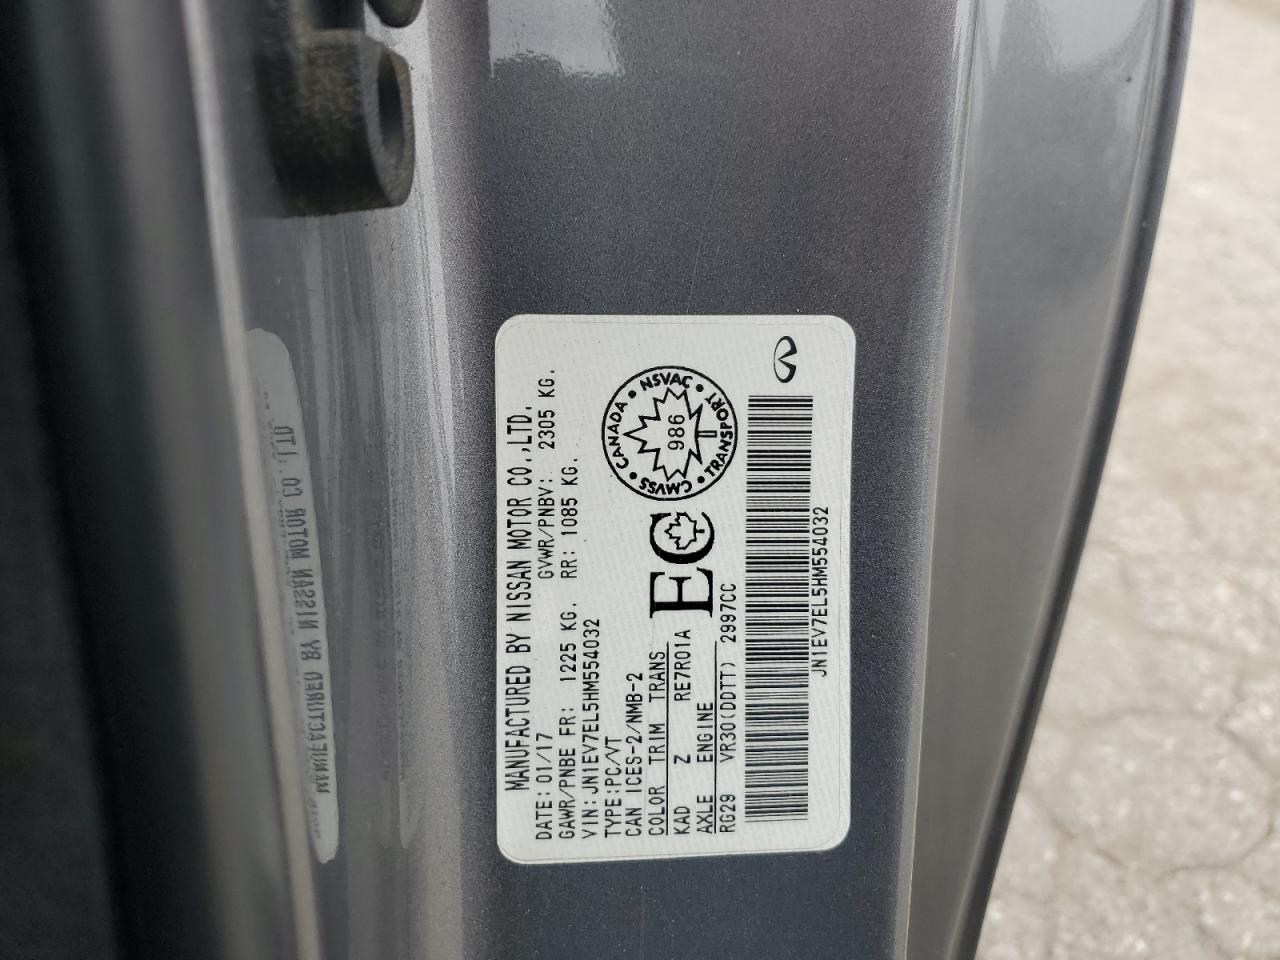 MANUFACTURED BY NISSAN MOTOR CO.,LTD.
DATE: 01/17 GVWR/PNBV: 2305 KG.
GAWR/PNBE FR: 1225 KG. RR: 1085 KG.
VIN: JN1EV7EL5HM554032
TYPE: PC/VT
CAN ICES-2/NMB-2
COLOR TRIM TRANS
KAD Z RE7R01A
AXLE ENGINE
RG29 VR30(DDTT) 2997CC
EC
CANADA • NSVAC • TRANSPORT • CMVSS •
986
JN1EV7EL5HM554032
MANUFACTURED BY NISSAN MOTOR CO.,LTD.